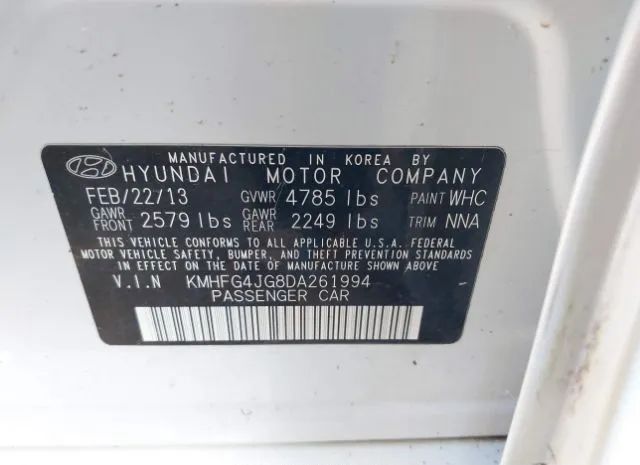 MANUFACTURED IN KOREA BY
HYUNDAI MOTOR COMPANY
FEB/22/13 GVWR 4785 lbs PAINT WHC
GAWR FRONT 2579 lbs GAWR REAR 2249 lbs TRIM NNA
THIS VEHICLE CONFORMS TO ALL APPLICABLE U.S.A. FEDERAL
MOTOR VEHICLE SAFETY, BUMPER, AND THEFT STANDARDS
IN EFFECT ON THE DATE OF MANUFACTURE SHOWN ABOVE.
V.I.N KMHFG4JG8DA261994
PASSENGER CAR